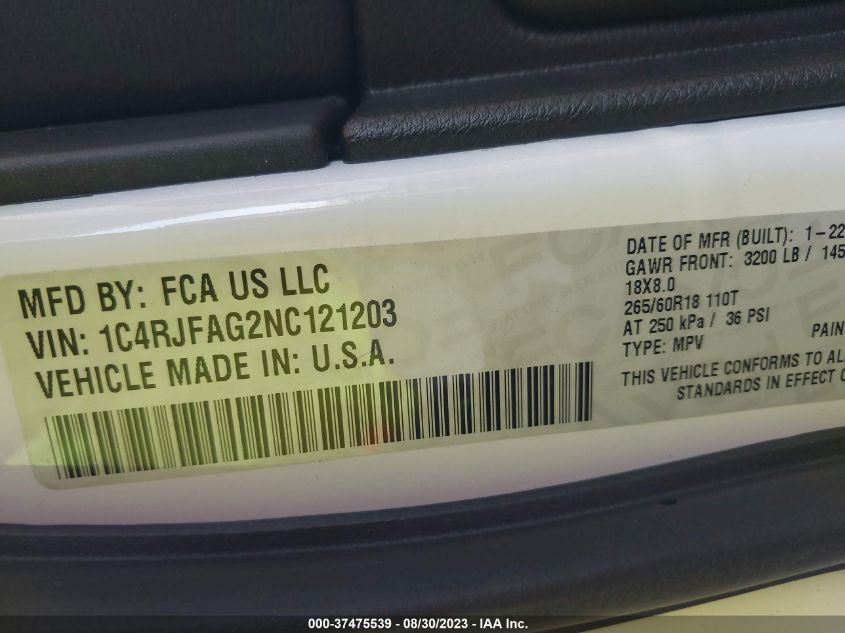 MFD BY: FCA US LLC
VIN: 1C4RJFAG2NC121203
VEHICLE MADE IN: U.S.A.
DATE OF MFR (BUILT): 1-22
GAWR FRONT: 3200 LB / 145
18X8.0
265/60R18 110T
AT 250 kPa / 36 PSI
TYPE: MPV
PAIN
THIS VEHICLE CONFORMS TO AL
STANDARDS IN EFFECT O
000-37475539 - 08/30/2023 - IAA Inc.